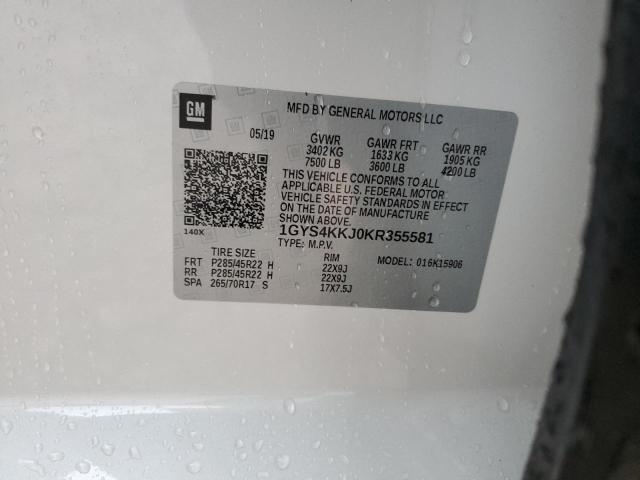 GM
MFD BY GENERAL MOTORS LLC
05/19 GVWR GAWR FRT GAWR RR
3402 KG 1633 KG 1905 KG
7500 LB 3600 LB 4200 LB
THIS VEHICLE CONFORMS TO ALL
APPLICABLE U.S. FEDERAL MOTOR
VEHICLE SAFETY STANDARDS IN EFFECT
ON THE DATE OF MANUFACTURE
SHOWN ABOVE.
140X
1GYS4KKJ0KR355581
TYPE: M.P.V. MODEL: 016K15906
TIRE SIZE RIM
FRT P285/45R22 H 22X9J
RR P285/45R22 H 22X9J
SPA 265/70R17 S 17X7.5J